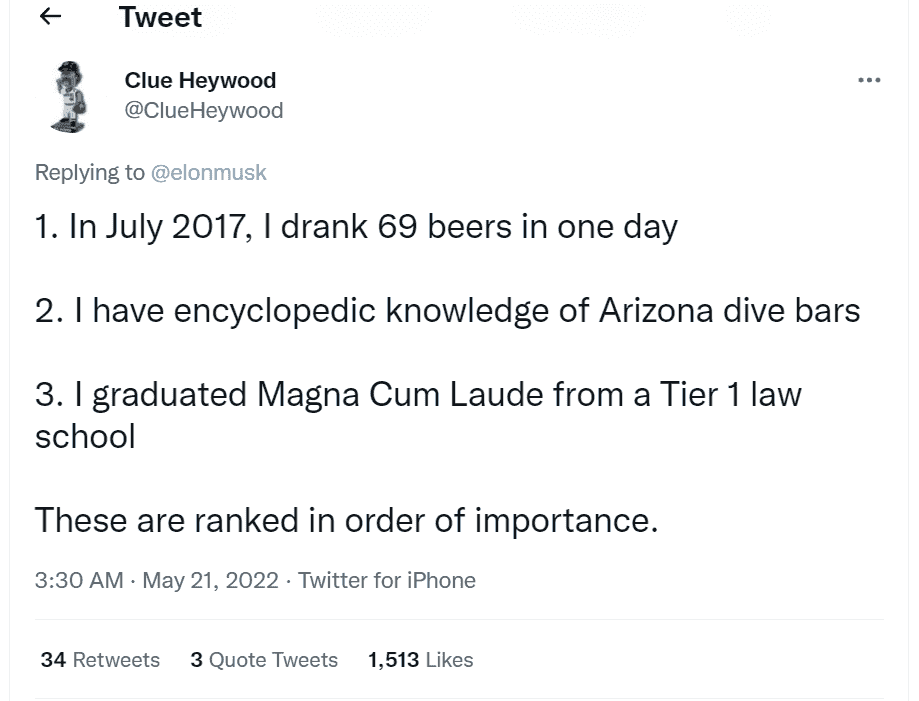 Tweet
Clue Heywood
@ClueHeywood
Replying to @elonmusk
1. In July 2017, I drank 69 beers in one day
2. I have encyclopedic knowledge of Arizona dive bars
3. I graduated Magna Cum Laude from a Tier 1 law
school
These are ranked in order of importance.
3:30 AM · May 21, 2022 · Twitter for iPhone
34 Retweets 3 Quote Tweets 1,513 Likes